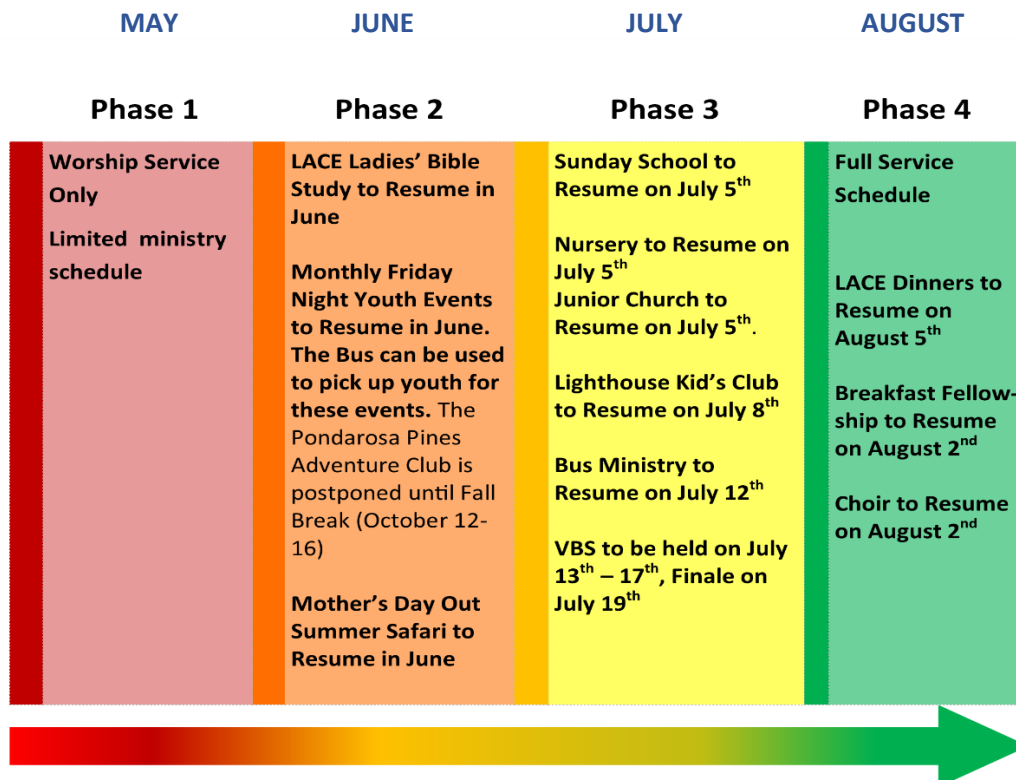 MAY
JUNE
JULY
AUGUST
Phase 1
Phase 2
Phase 3
Phase 4
Worship Service
Only
Limited ministry
schedule
LACE Ladies’ Bible
Study to Resume in
June
Monthly Friday
Night Youth Events
to Resume in June.
The Bus can be used
to pick up youth for
these events. The
Pondarosa Pines
Adventure Club is
postponed until Fall
Break (October 12-
16)
Mother’s Day Out
Summer Safari to
Resume in June
Sunday School to
Resume on July 5th
Nursery to Resume on
July 5th
Junior Church to
Resume on July 5th.
Lighthouse Kid’s Club
to Resume on July 8th
Bus Ministry to
Resume on July 12th
VBS to be held on July
13th – 17th, Finale on
July 19th
Full Service
Schedule
LACE Dinners to
Resume on
August 5th
Breakfast Fellow-
ship to Resume
on August 2nd
Choir to Resume
on August 2nd